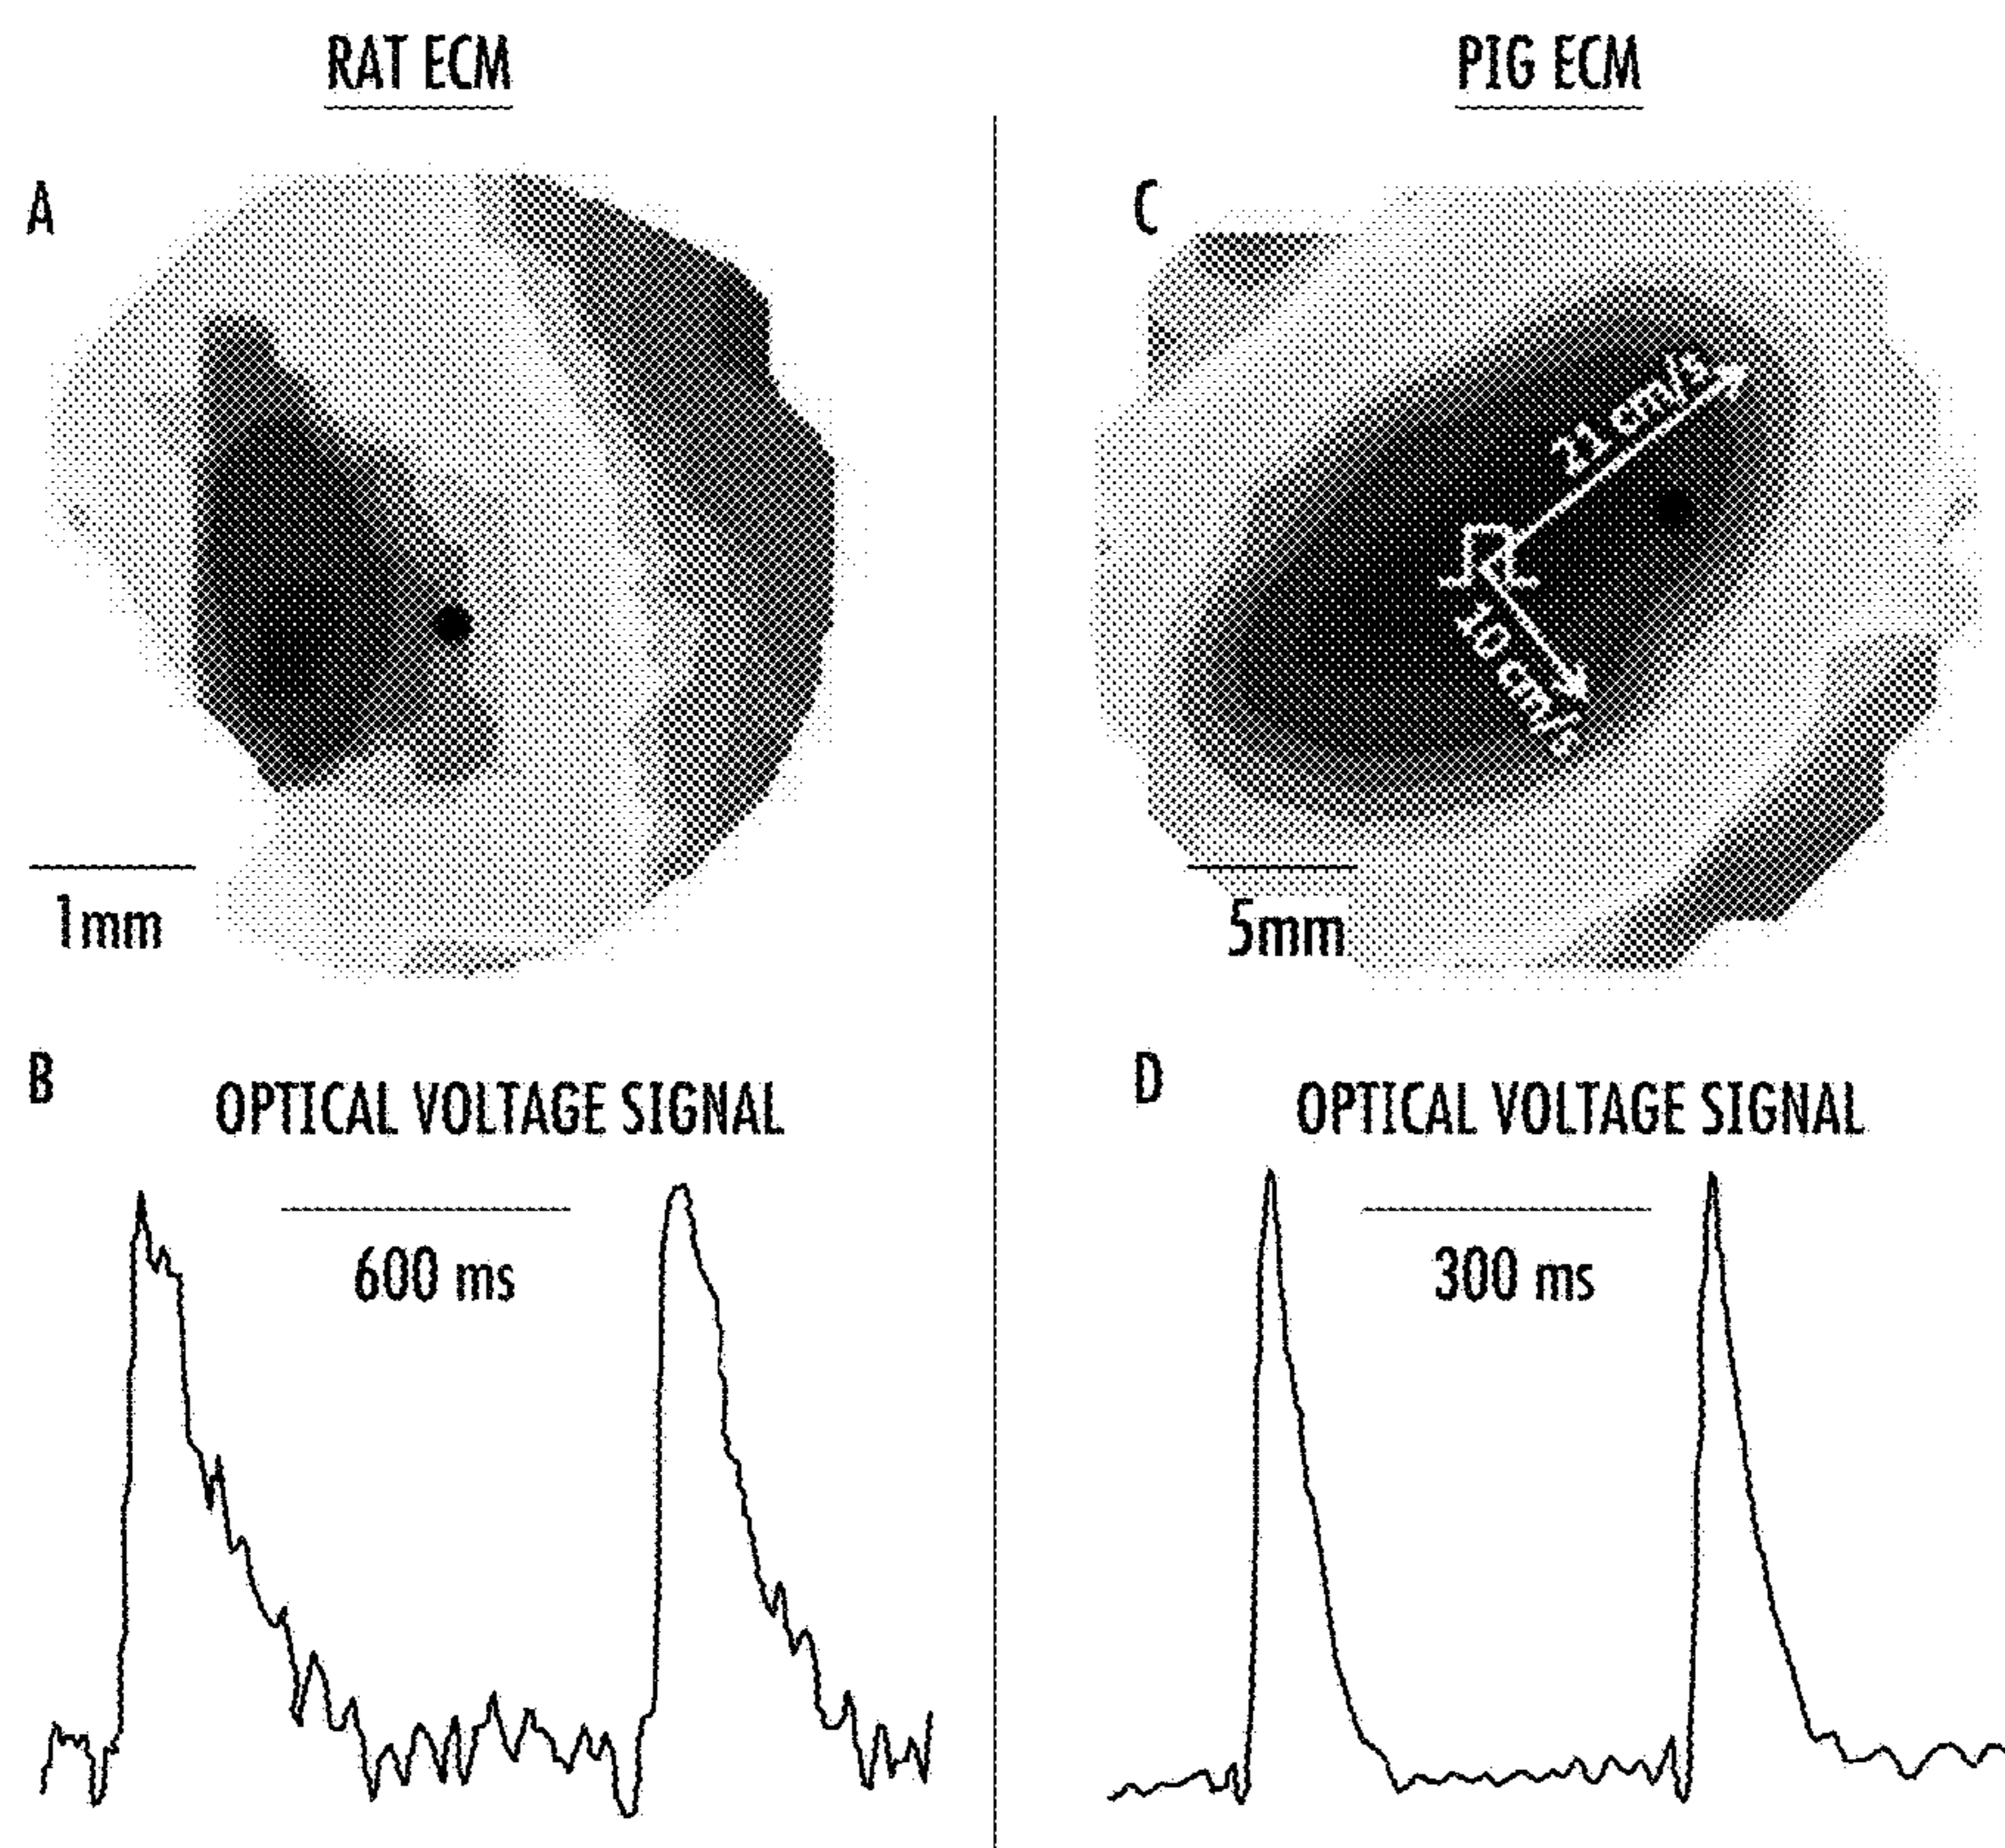 RAT ECM
A
1mm
B
OPTICAL VOLTAGE SIGNAL
600 ms
PIG ECM
C
21 cm/s
10 cm/s
5mm
D
OPTICAL VOLTAGE SIGNAL
300 ms